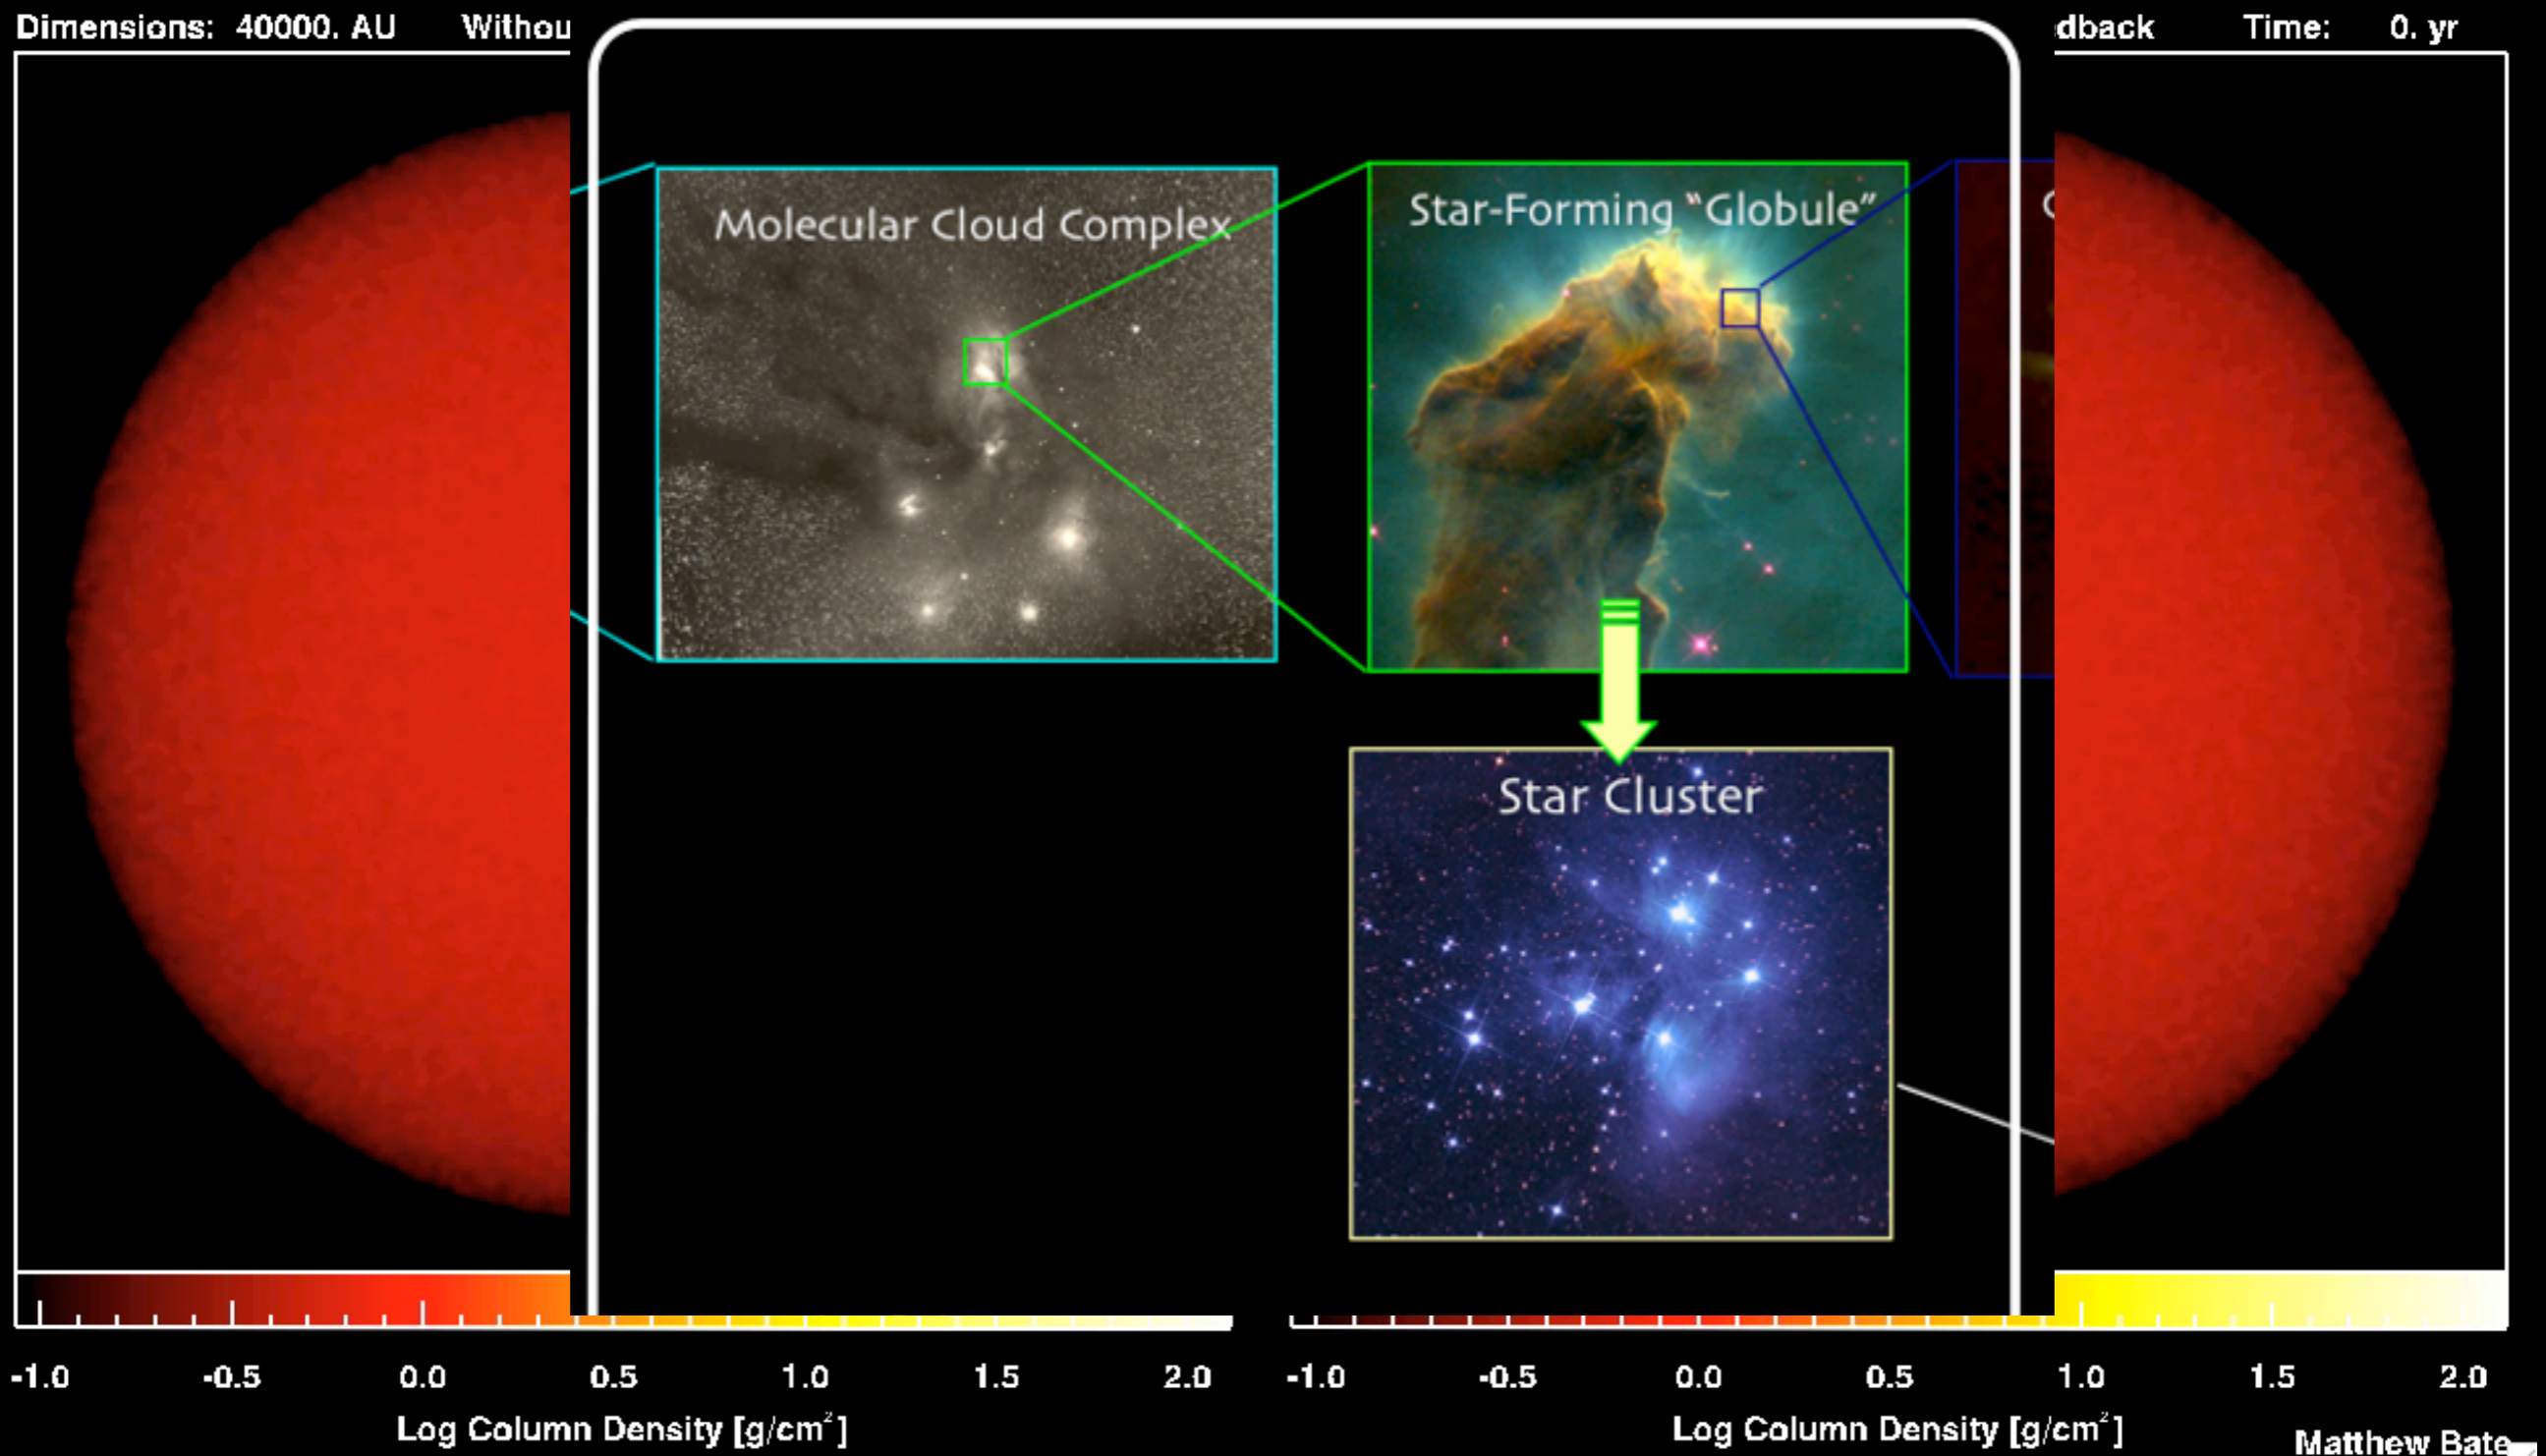 Dimensions: 40000. AU Withou
dback Time: 0. yr
Molecular Cloud Complex
Star-Forming “Globule”
Star Cluster
-1.0 -0.5 0.0 0.5 1.0 1.5 2.0
-1.0 -0.5 0.0 0.5 1.0 1.5 2.0
Log Column Density [g/cm²]
Log Column Density [g/cm²]
Matthew Bate